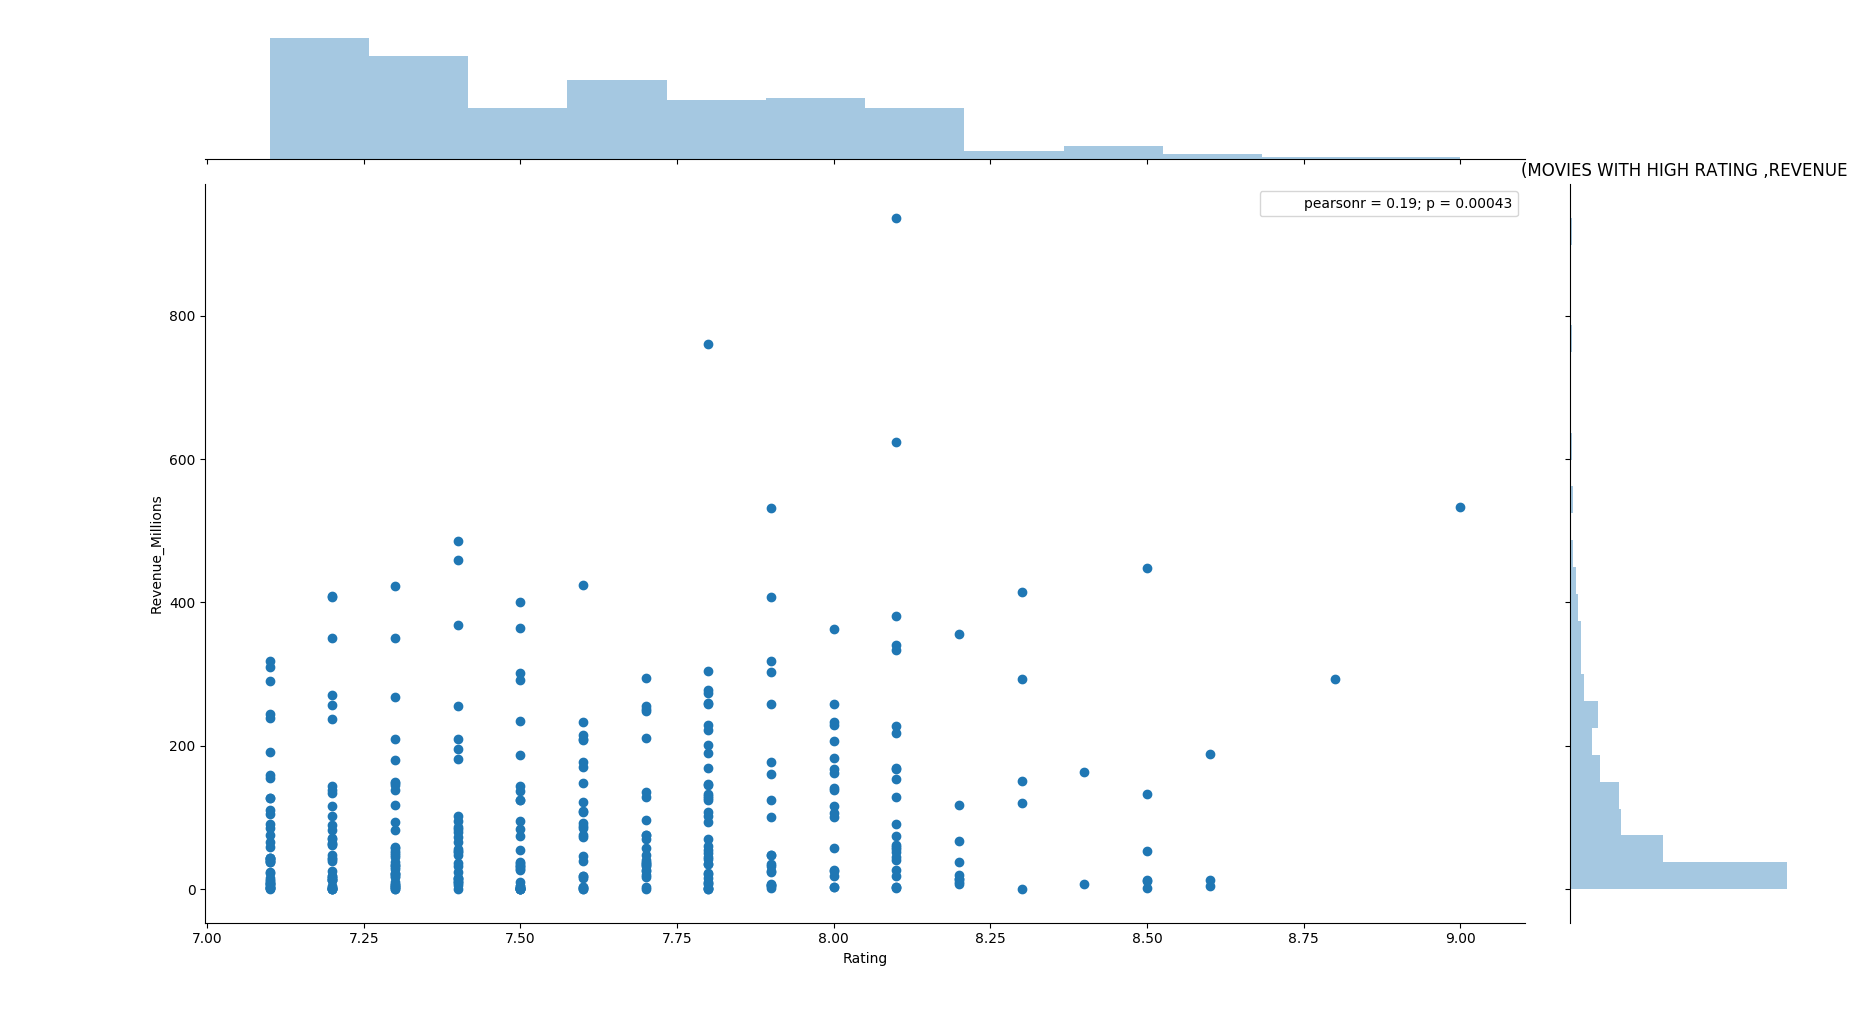 (MOVIES WITH HIGH RATING ,REVENUE
pearsonr = 0.19; p = 0.00043
800
600
400
200
0
Revenue_Millions
7.00 7.25 7.50 7.75 8.00 8.25 8.50 8.75 9.00
Rating